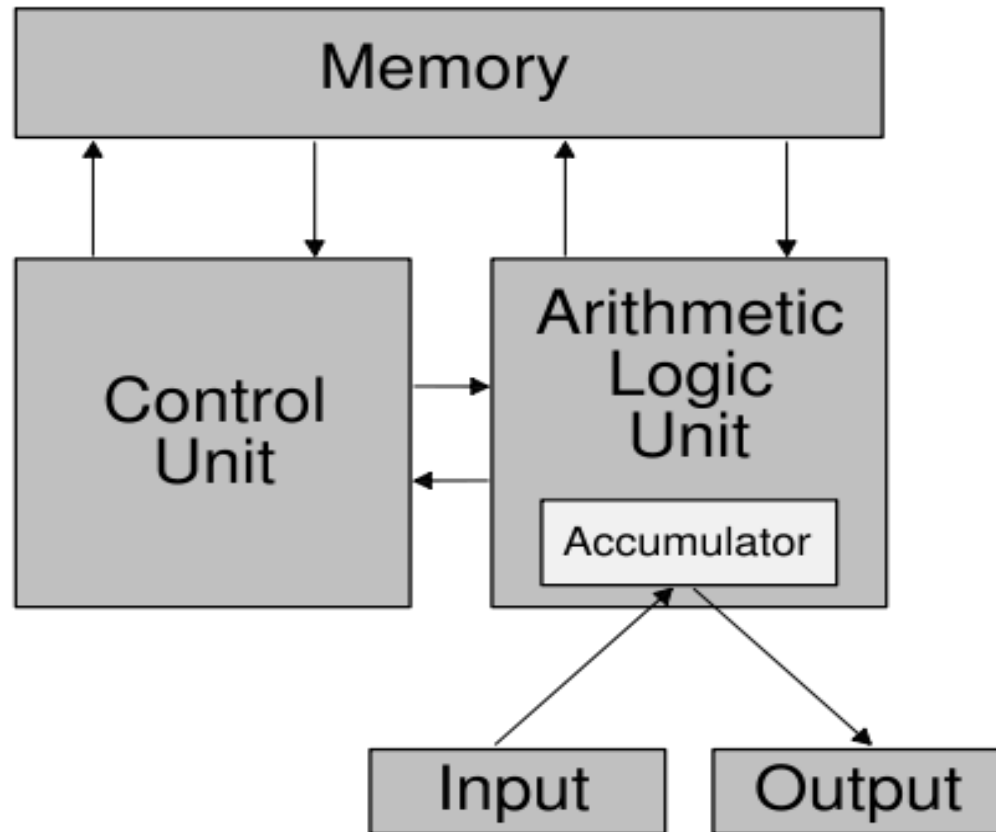 Memory
Control
Unit
Arithmetic
Logic
Unit
Accumulator
Input
Output